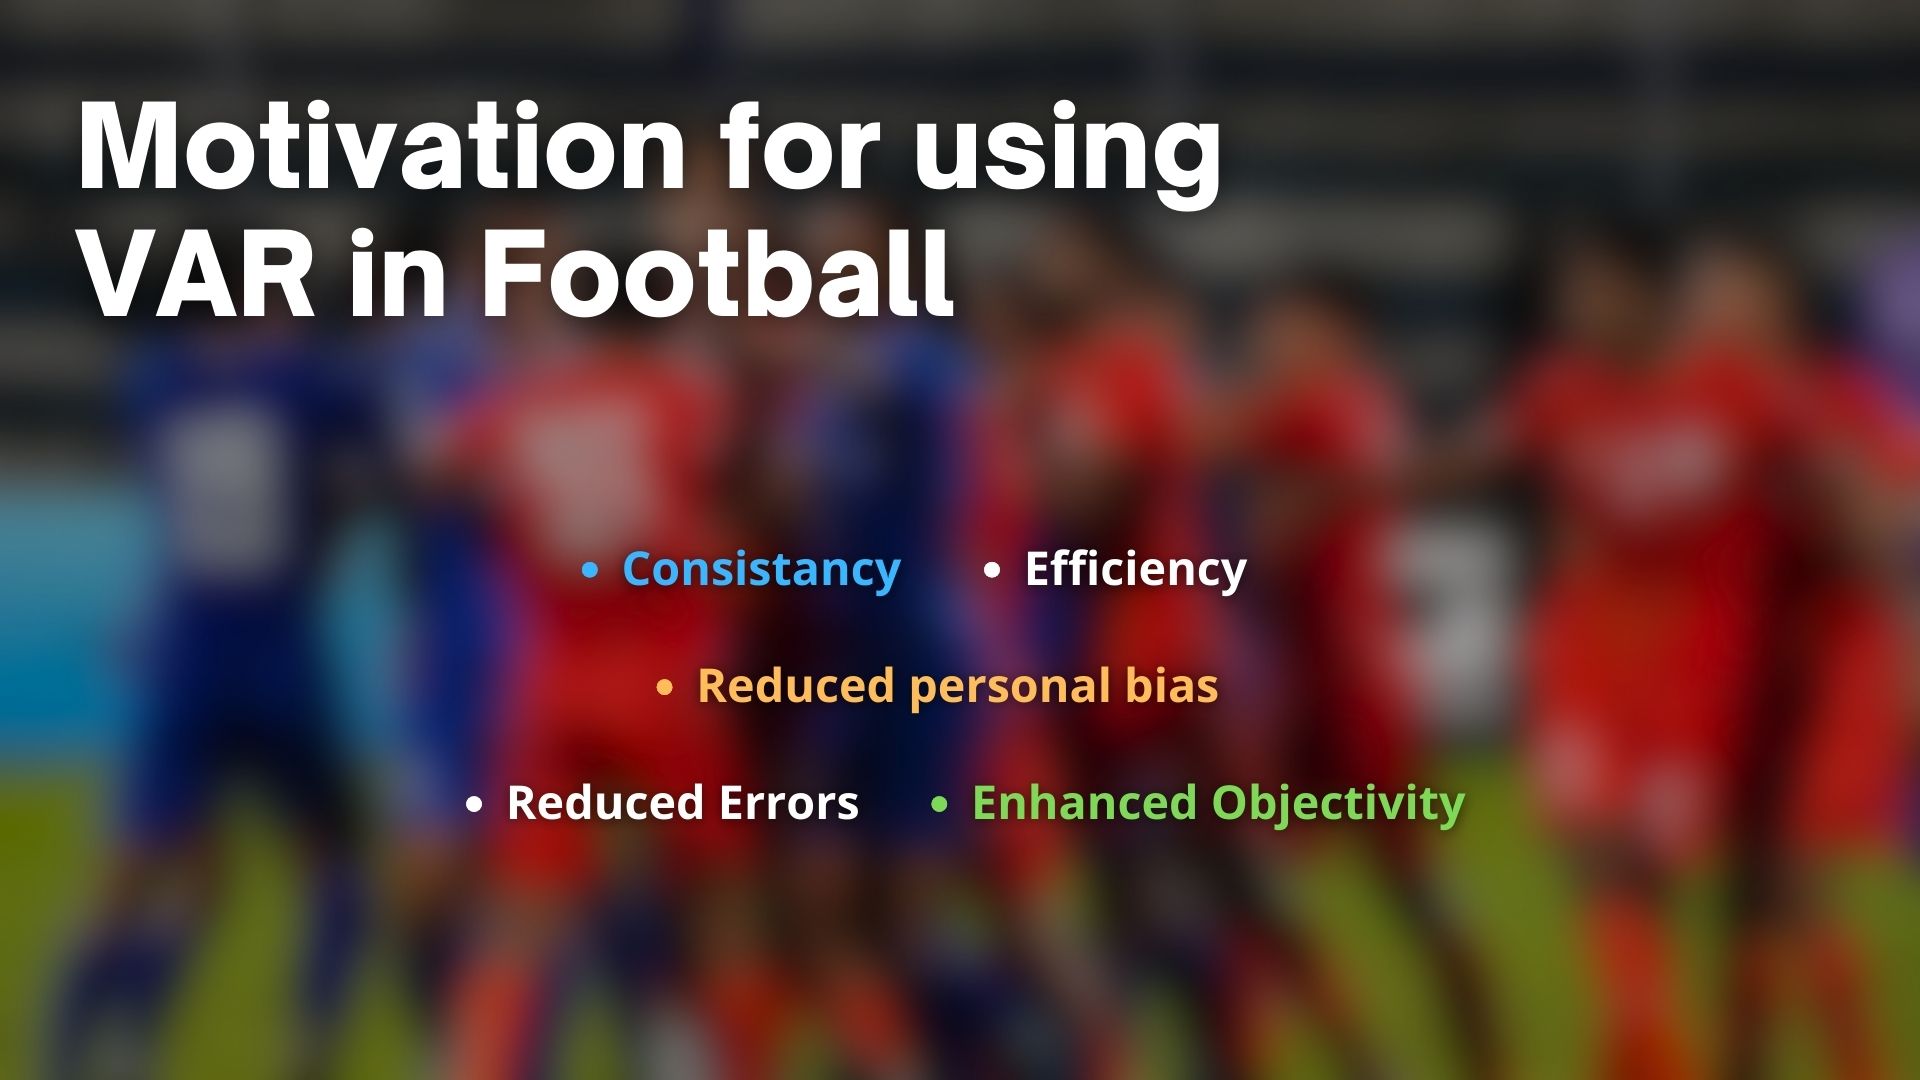 Motivation for using
VAR in Football
• Consistancy • Efficiency
• Reduced personal bias
• Reduced Errors • Enhanced Objectivity